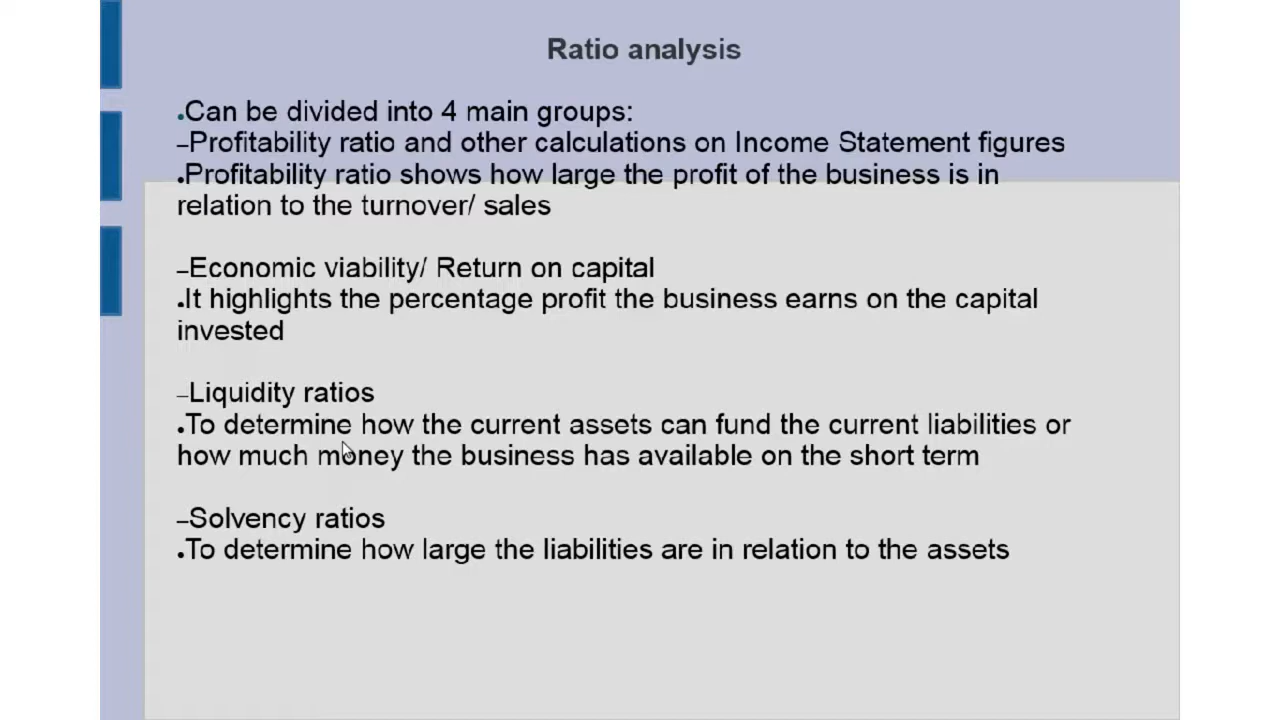 Ratio analysis
●Can be divided into 4 main groups:
–Profitability ratio and other calculations on Income Statement figures
●Profitability ratio shows how large the profit of the business is in
relation to the turnover/ sales
–Economic viability/ Return on capital
●It highlights the percentage profit the business earns on the capital
invested
–Liquidity ratios
●To determine how the current assets can fund the current liabilities or
how much money the business has available on the short term
–Solvency ratios
●To determine how large the liabilities are in relation to the assets